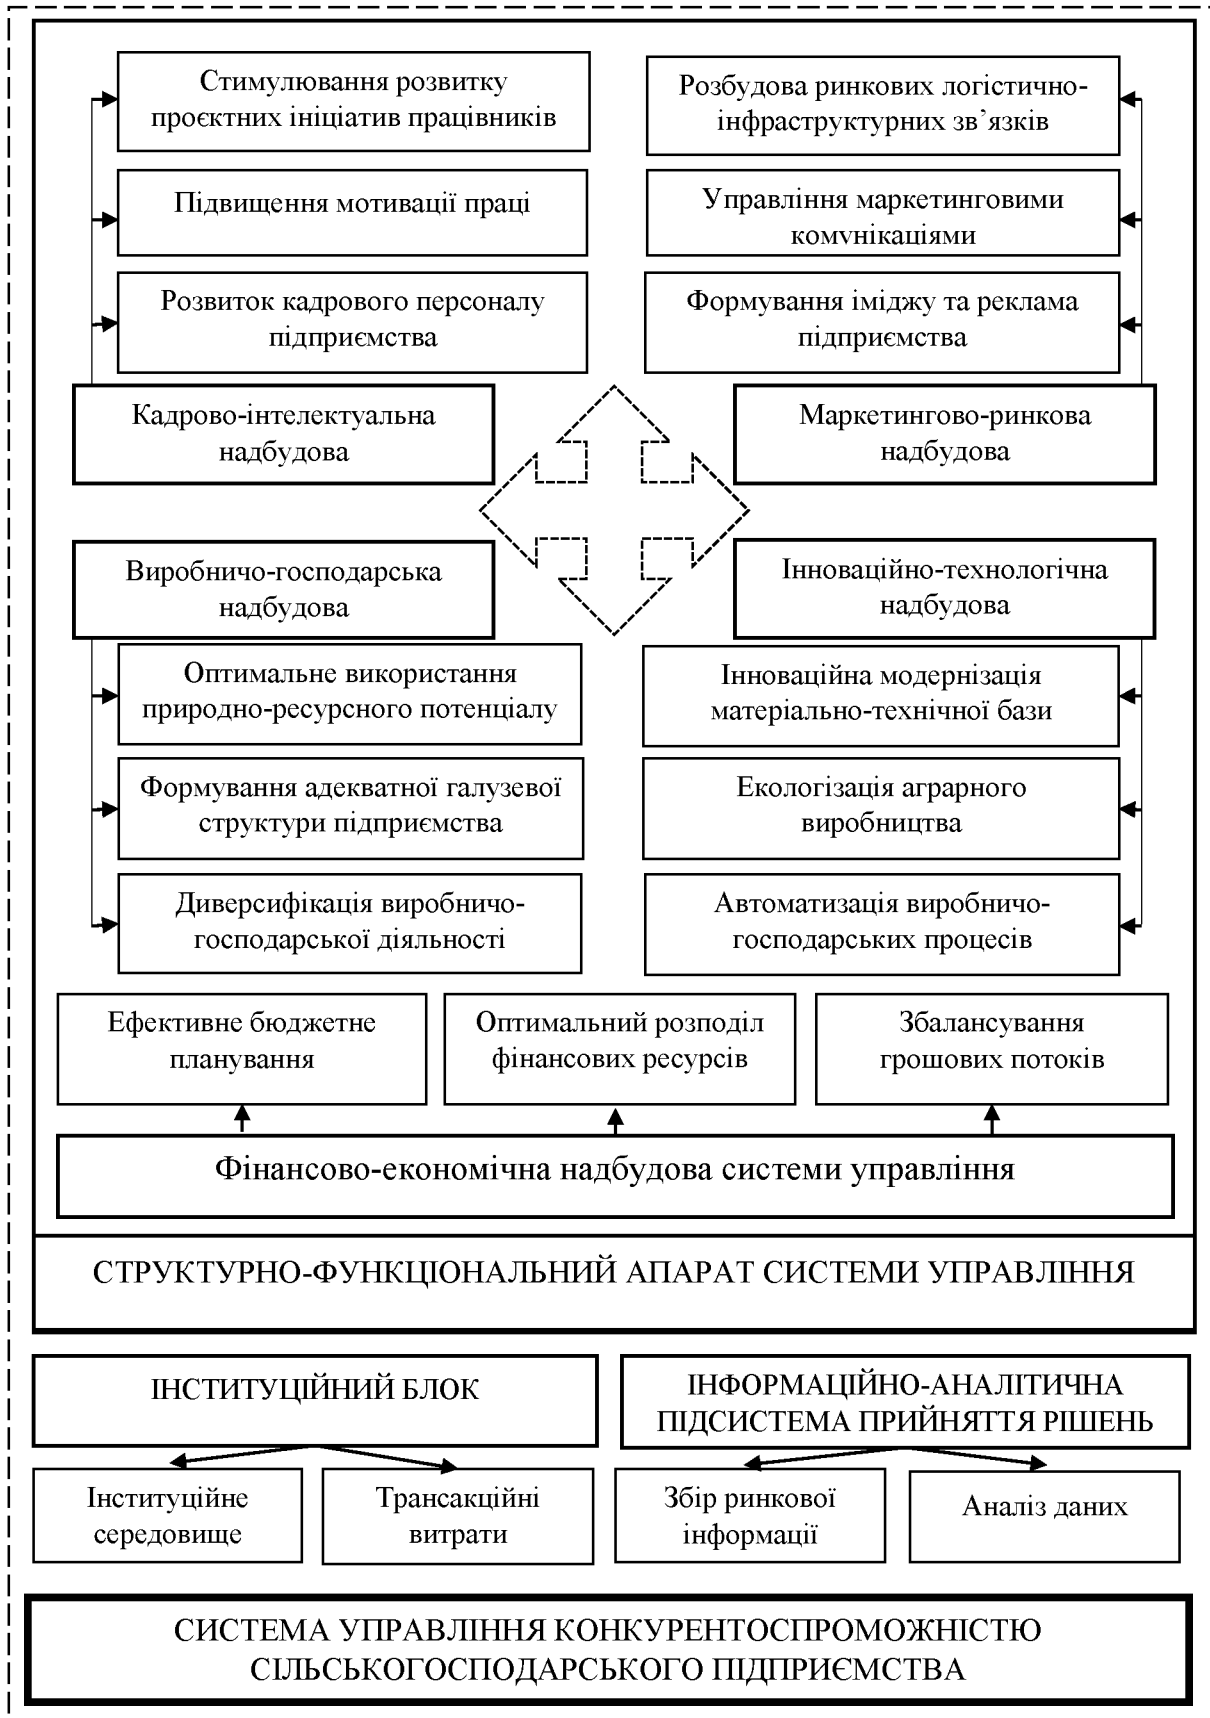 Стимулювання розвитку
проєктних ініціатив працівників
Підвищення мотивації праці
Розвиток кадрового персоналу
підприємства
Кадрово-інтелектуальна
надбудова
Розбудова ринкових логістично-
інфраструктурних зв’язків
Управління маркетинговими
комунікаціями
Формування іміджу та реклама
підприємства
Маркетингово-ринкова
надбудова
Виробничо-господарська
надбудова
Оптимальне використання
природно-ресурсного потенціалу
Формування адекватної галузевої
структури підприємства
Диверсифікація виробничо-
господарської діяльності
Інноваційно-технологічна
надбудова
Інноваційна модернізація
матеріально-технічної бази
Екологізація аграрного
виробництва
Автоматизація виробничо-
господарських процесів
Ефективне бюджетне
планування
Оптимальний розподіл
фінансових ресурсів
Збалансування
грошових потоків
Фінансово-економічна надбудова системи управління
СТРУКТУРНО-ФУНКЦІОНАЛЬНИЙ АПАРАТ СИСТЕМИ УПРАВЛІННЯ
ІНСТИТУЦІЙНИЙ БЛОК
Інституційне
середовище
Трансакційні
витрати
ІНФОРМАЦІЙНО-АНАЛІТИЧНА
ПІДСИСТЕМА ПРИЙНЯТТЯ РІШЕНЬ
Збір ринкової
інформації
Аналіз даних
СИСТЕМА УПРАВЛІННЯ КОНКУРЕНТОСПРОМОЖНІСТЮ
СІЛЬСЬКОГОСПОДАРСЬКОГО ПІДПРИЄМСТВА